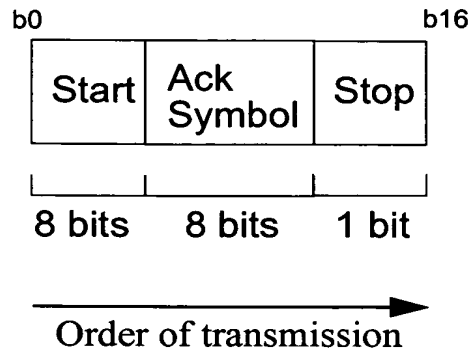 b0 b16
Start Ack Symbol Stop
8 bits 8 bits 1 bit
Order of transmission